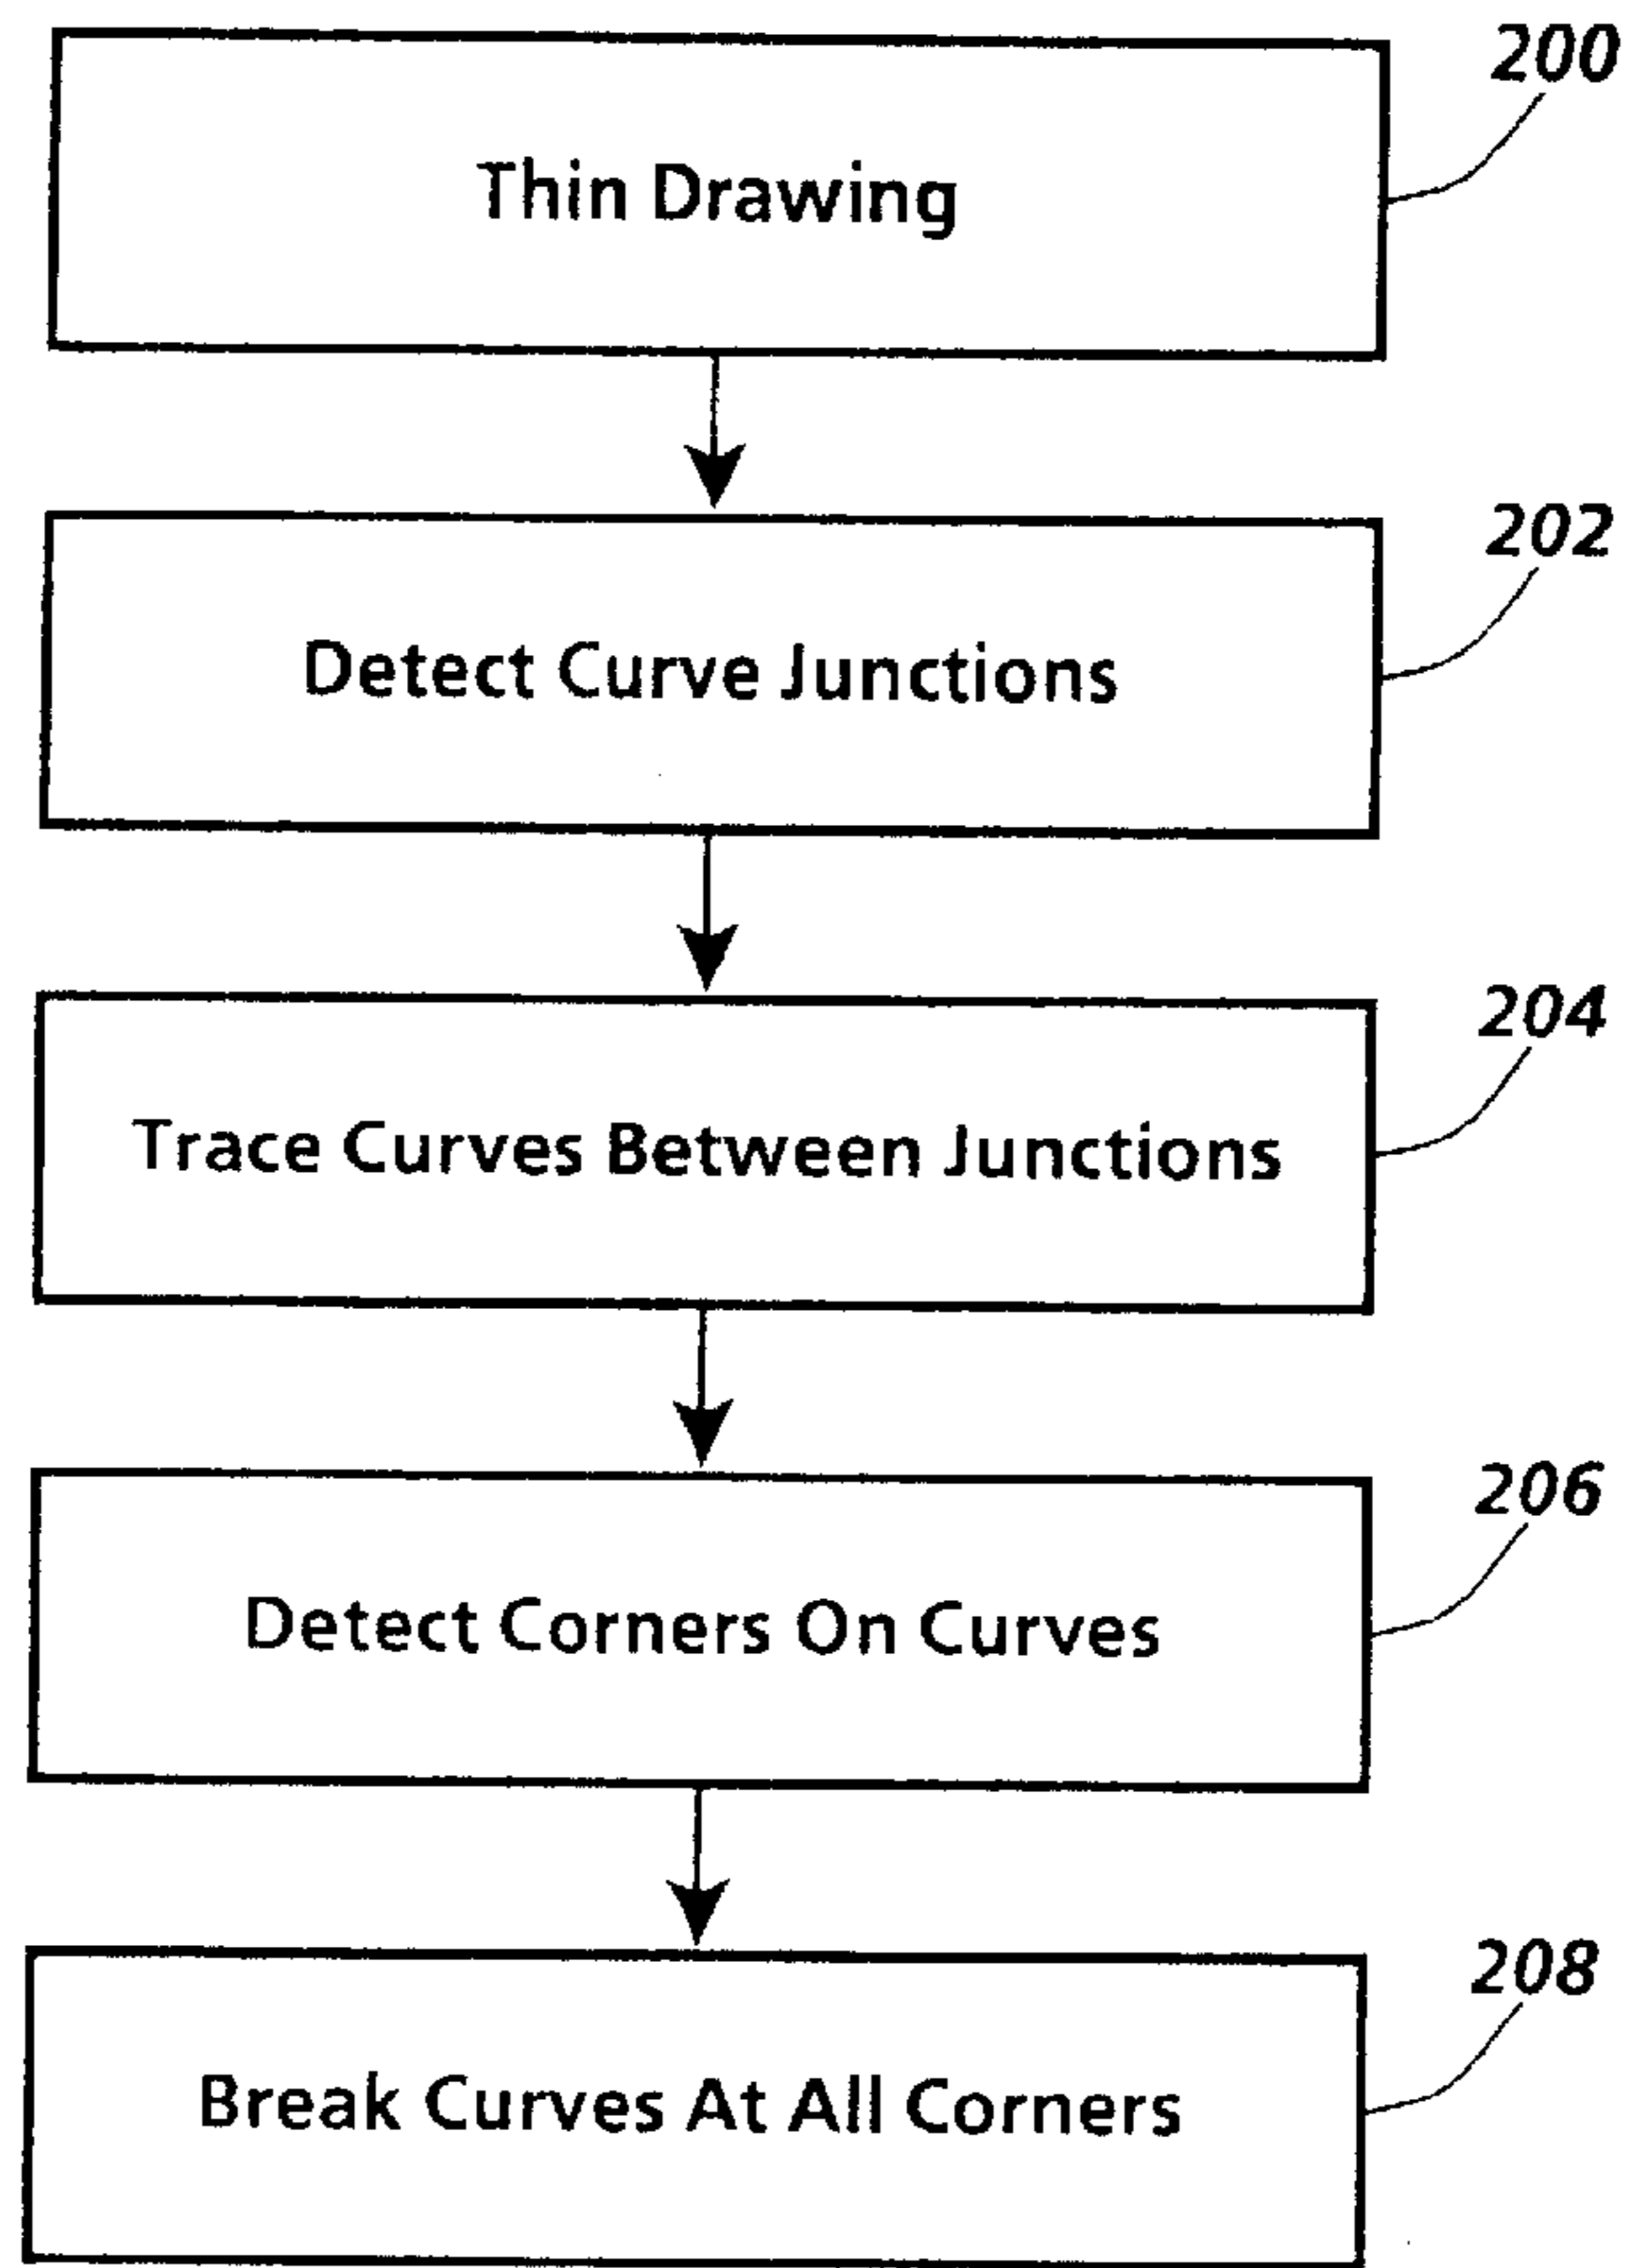 200
Thin Drawing
202
Detect Curve Junctions
204
Trace Curves Between Junctions
206
Detect Corners On Curves
208
Break Curves At All Corners